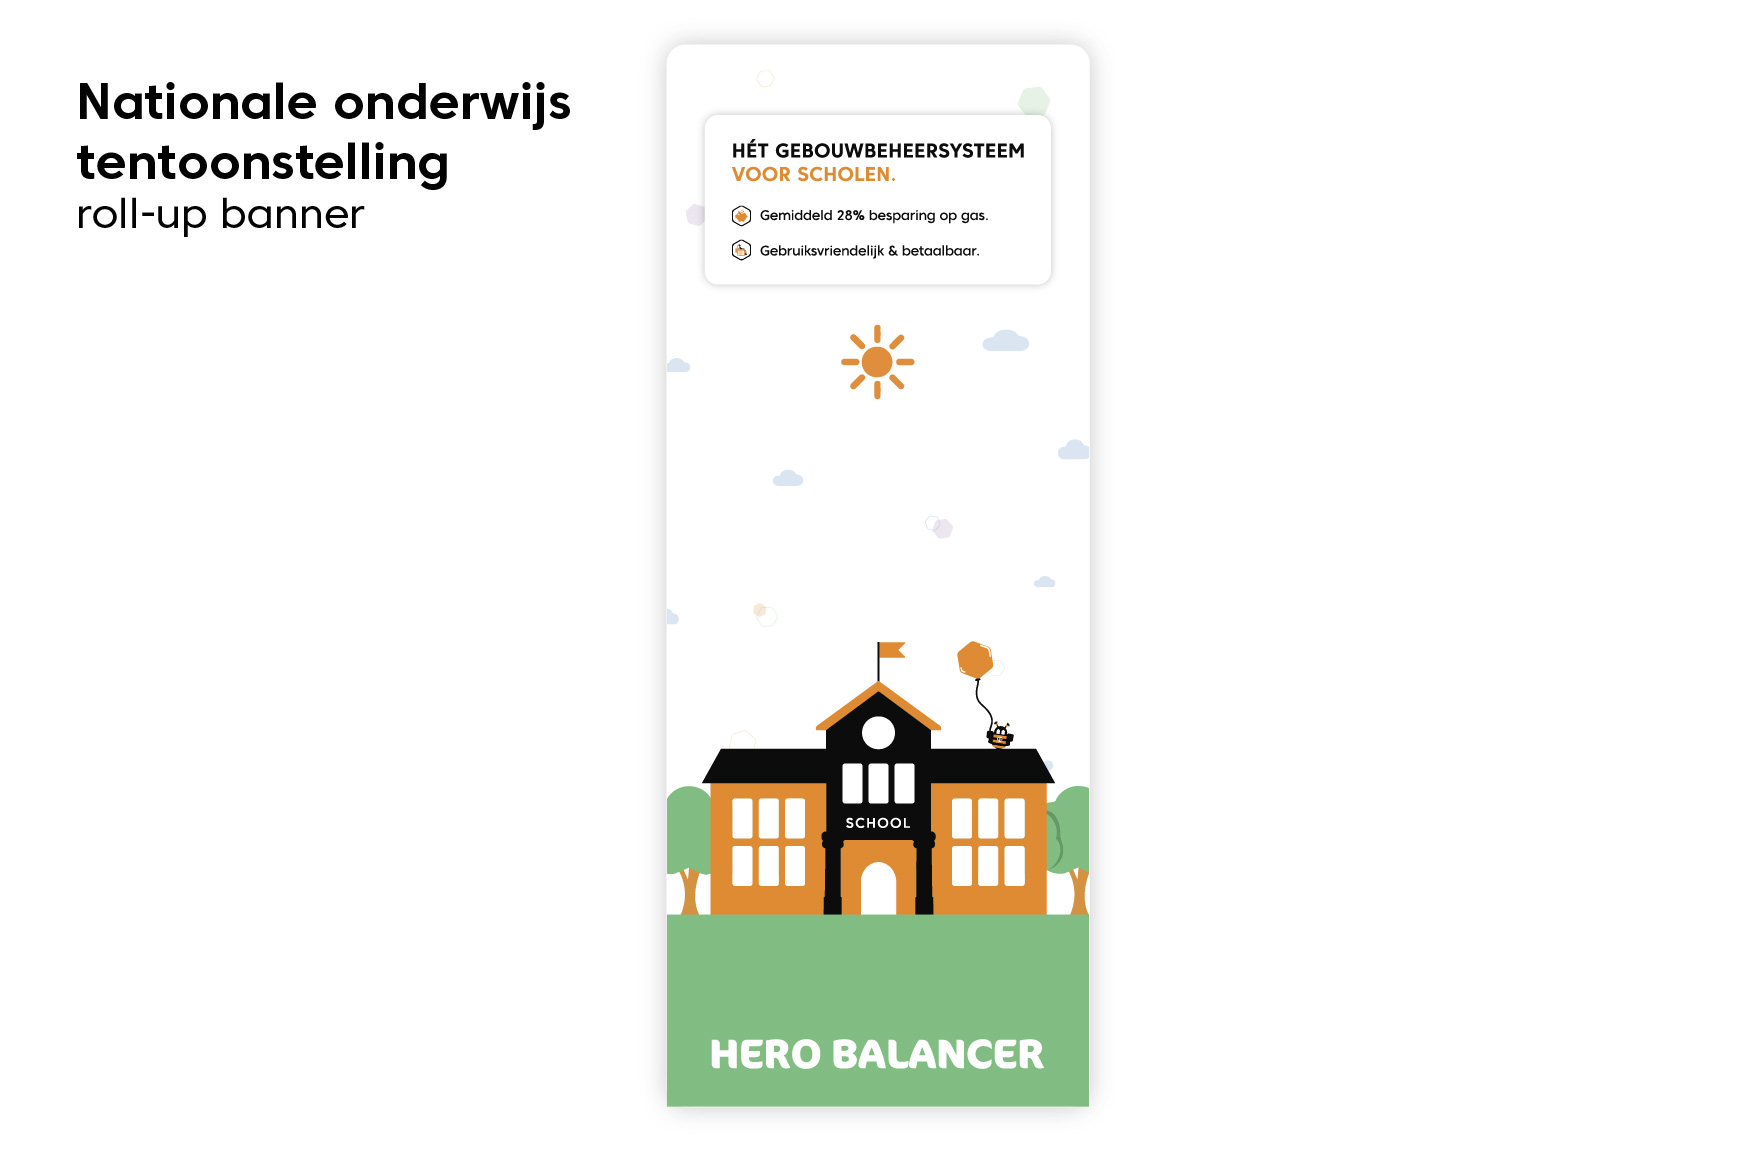 Nationale onderwijs
tentoonstelling
roll-up banner
HÉT GEBOUWBEHEERSYSTEEM
VOOR SCHOLEN.
Gemiddeld 28% besparing op gas.
Gebruiksvriendelijk & betaalbaar.
SCHOOL
HERO BALANCER